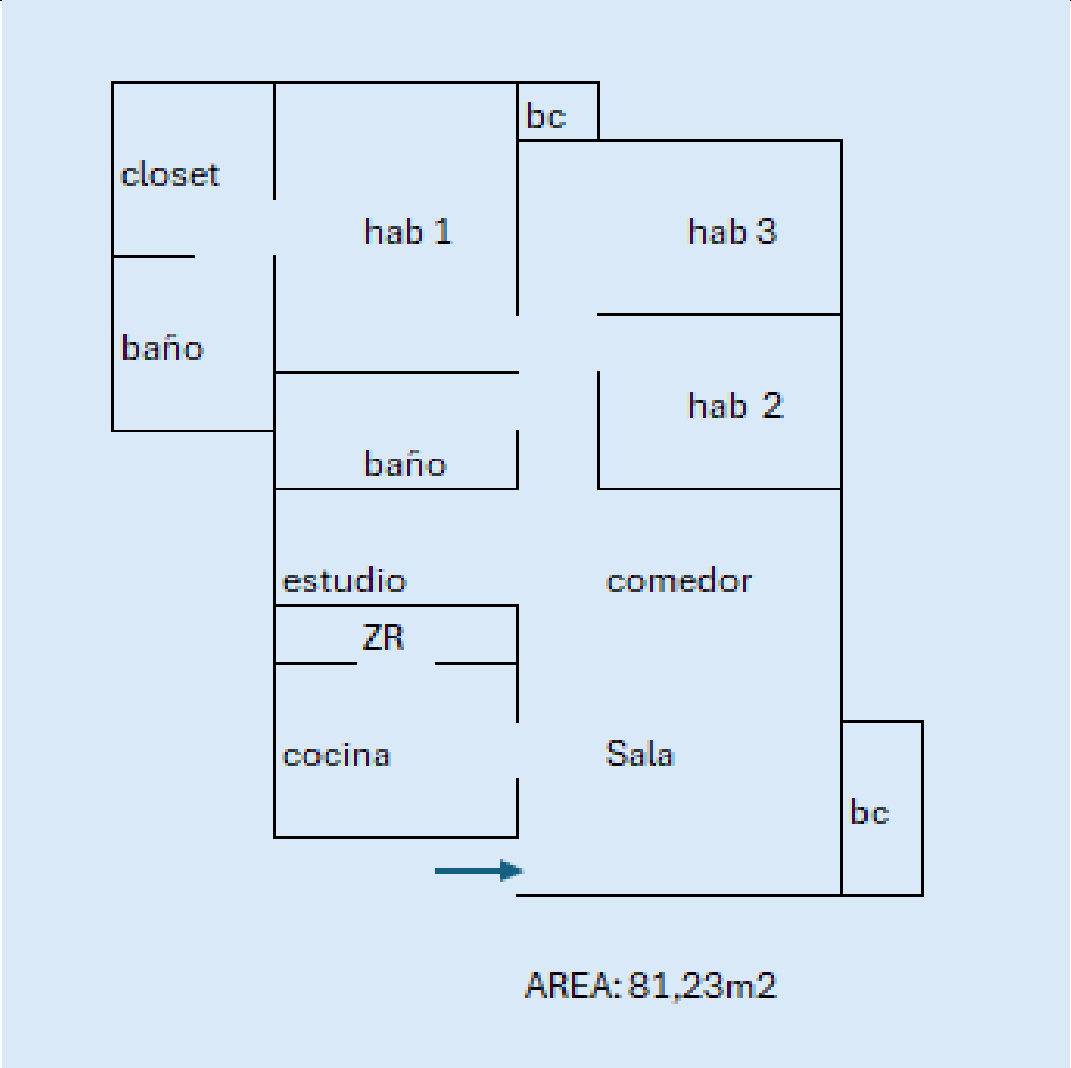 bc
closet
hab 1
hab 3
baño
hab 2
baño
estudio
comedor
ZR
cocina
Sala
bc
AREA: 81,23m2